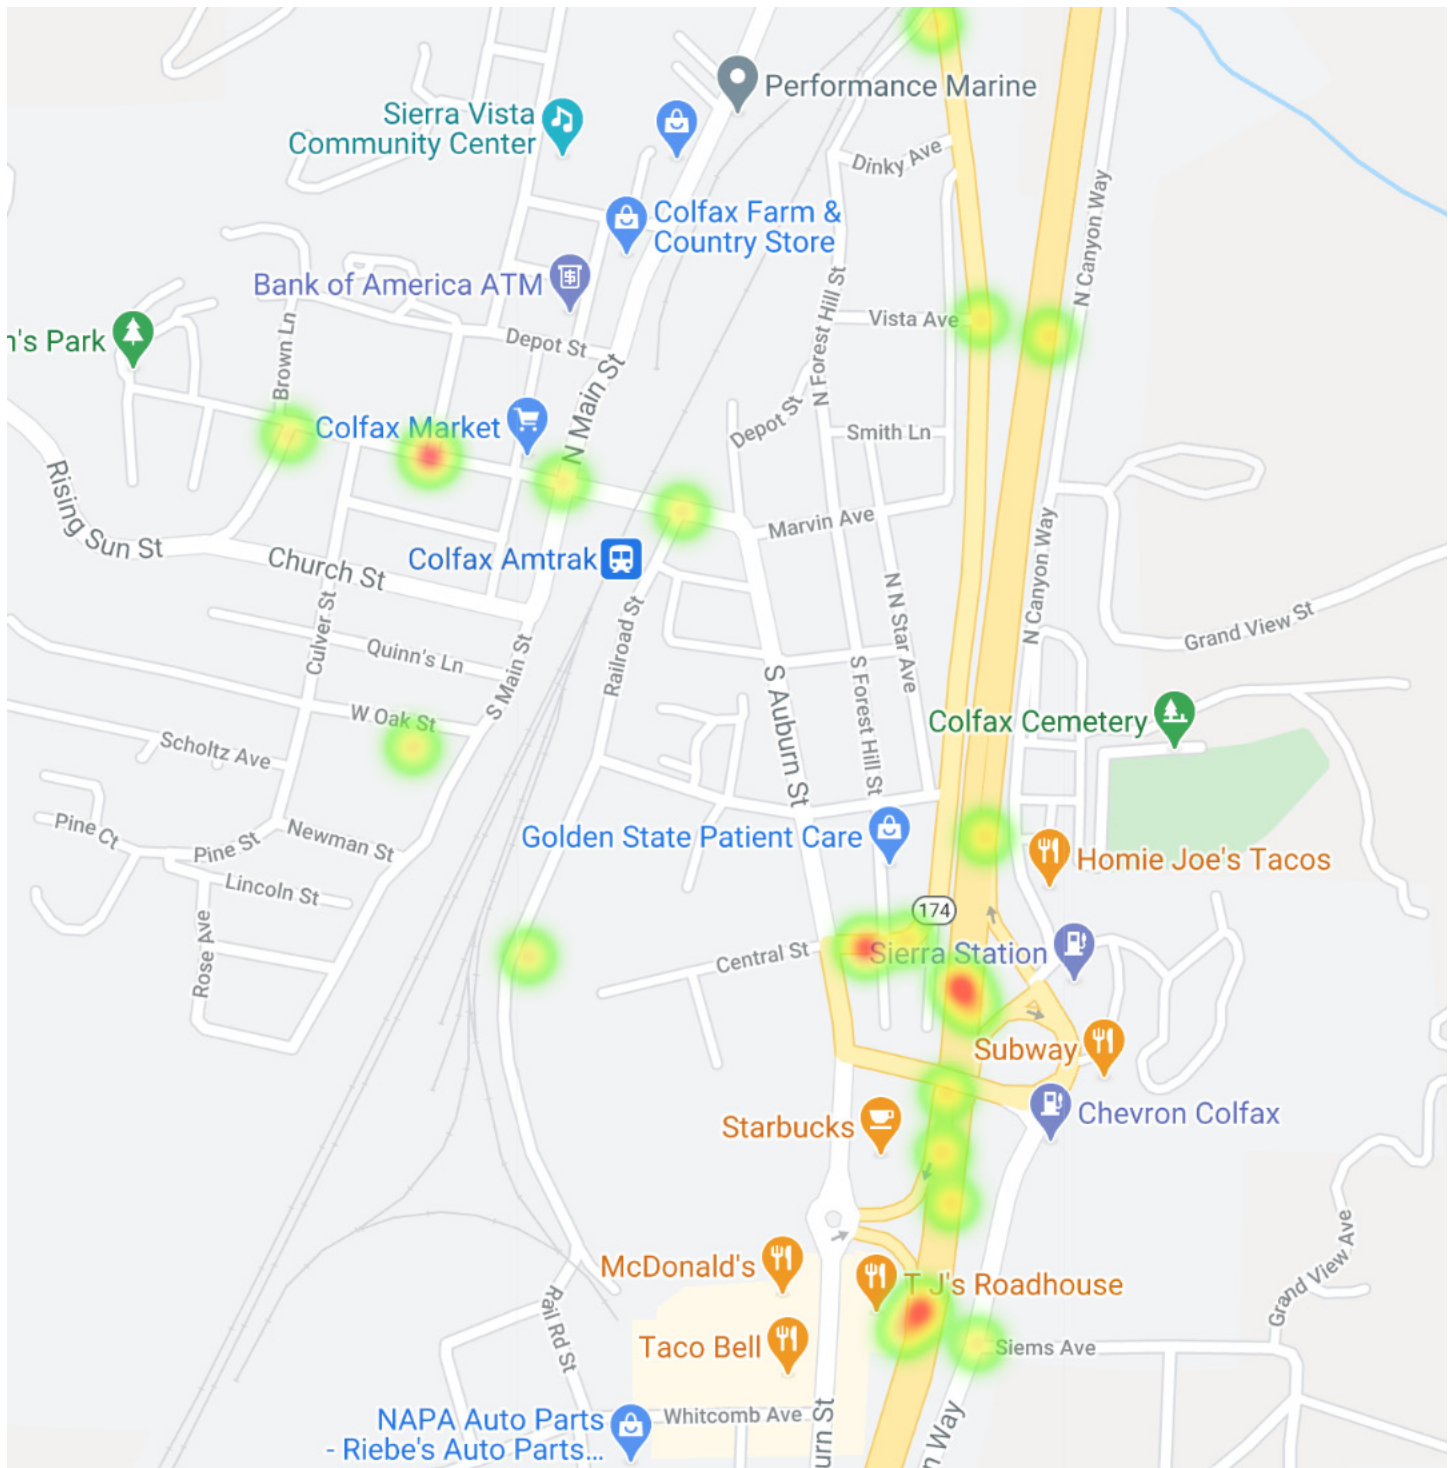 Performance Marine
Sierra Vista
Community Center
Dinky Ave
Colfax Farm &
Country Store
N Canyon Way
Bank of America ATM
N Forest Hill St
Vista Ave
n's Park
Brown Ln
Depot St
N Main St
Colfax Market
Depot St
Smith Ln
Rising Sun St
Marvin Ave
N Canyon Way
Colfax Amtrak
Church St
Culver St
Railroad St
N N Star Ave
Grand View St
Quinn's Ln
S Main St
S Auburn St
S Forest Hill St
W Oak St
Colfax Cemetery
Scholtz Ave
Pine Ct
Pine St
Newman St
Golden State Patient Care
Homie Joe's Tacos
Lincoln St
Rose Ave
174
Central St
Sierra Station
Subway
Starbucks
Chevron Colfax
McDonald's
T J's Roadhouse
Grand View Ave
Rail Rd St
Taco Bell
Siems Ave
NAPA Auto Parts
- Riebe's Auto Parts...
Whitcomb Ave
urn St
n Way